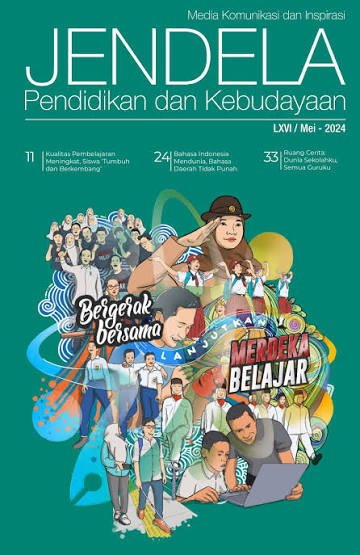 Media Komunikasi dan Inspirasi
JENDELA
Pendidikan dan Kebudayaan
LXVI / Mei - 2024
11
Kualitas Pembelajaran
Meningkat, Siswa 'Tumbuh
dan Berkembang'
24
Bahasa Indonesia
Mendunia, Bahasa
Daerah Tidak Punah
33
Ruang Cerita:
Dunia Sekolahku,
Semua Guruku
Bergerak
bersama
LANJUTKAN
MERDEKA
BELAJAR